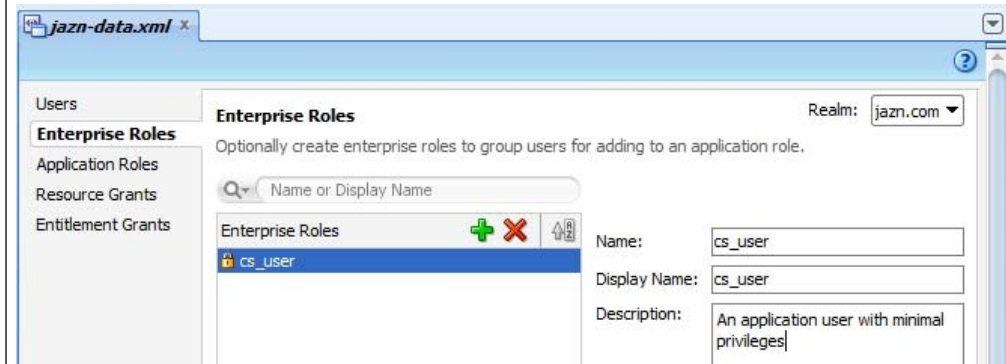 jazn-data.xml
Users
Enterprise Roles
Application Roles
Resource Grants
Entitlement Grants
Enterprise Roles
Realm: jazn.com
Optionally create enterprise roles to group users for adding to an application role.
Name or Display Name
Enterprise Roles
cs_user
Name: cs_user
Display Name: cs_user
Description: An application user with minimal
privileges